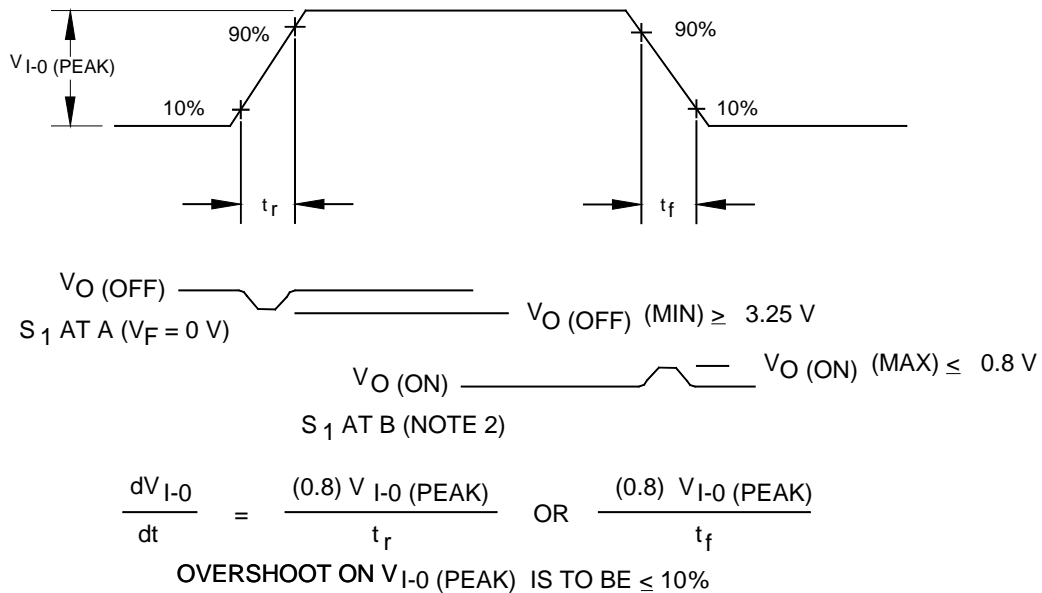 90%
90%
V I-0 (PEAK)
10%
10%
t r
t f
V O (OFF)
V O (OFF) (MIN) ≥ 3.25 V
S 1 AT A (V F = 0 V)
V O (ON) (MAX) ≤ 0.8 V
V O (ON)
S 1 AT B (NOTE 2)
dV I-0 / dt = (0.8) V I-0 (PEAK) / t r OR (0.8) V I-0 (PEAK) / t f
OVERSHOOT ON V I-0 (PEAK) IS TO BE ≤ 10%